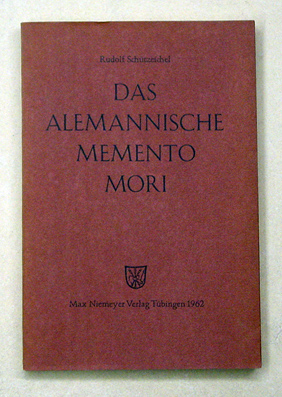 Rudolf Schützeichel
DAS
ALEMANNISCHE
MEMENTO
MORI
Max Niemeyer Verlag Tübingen 1962